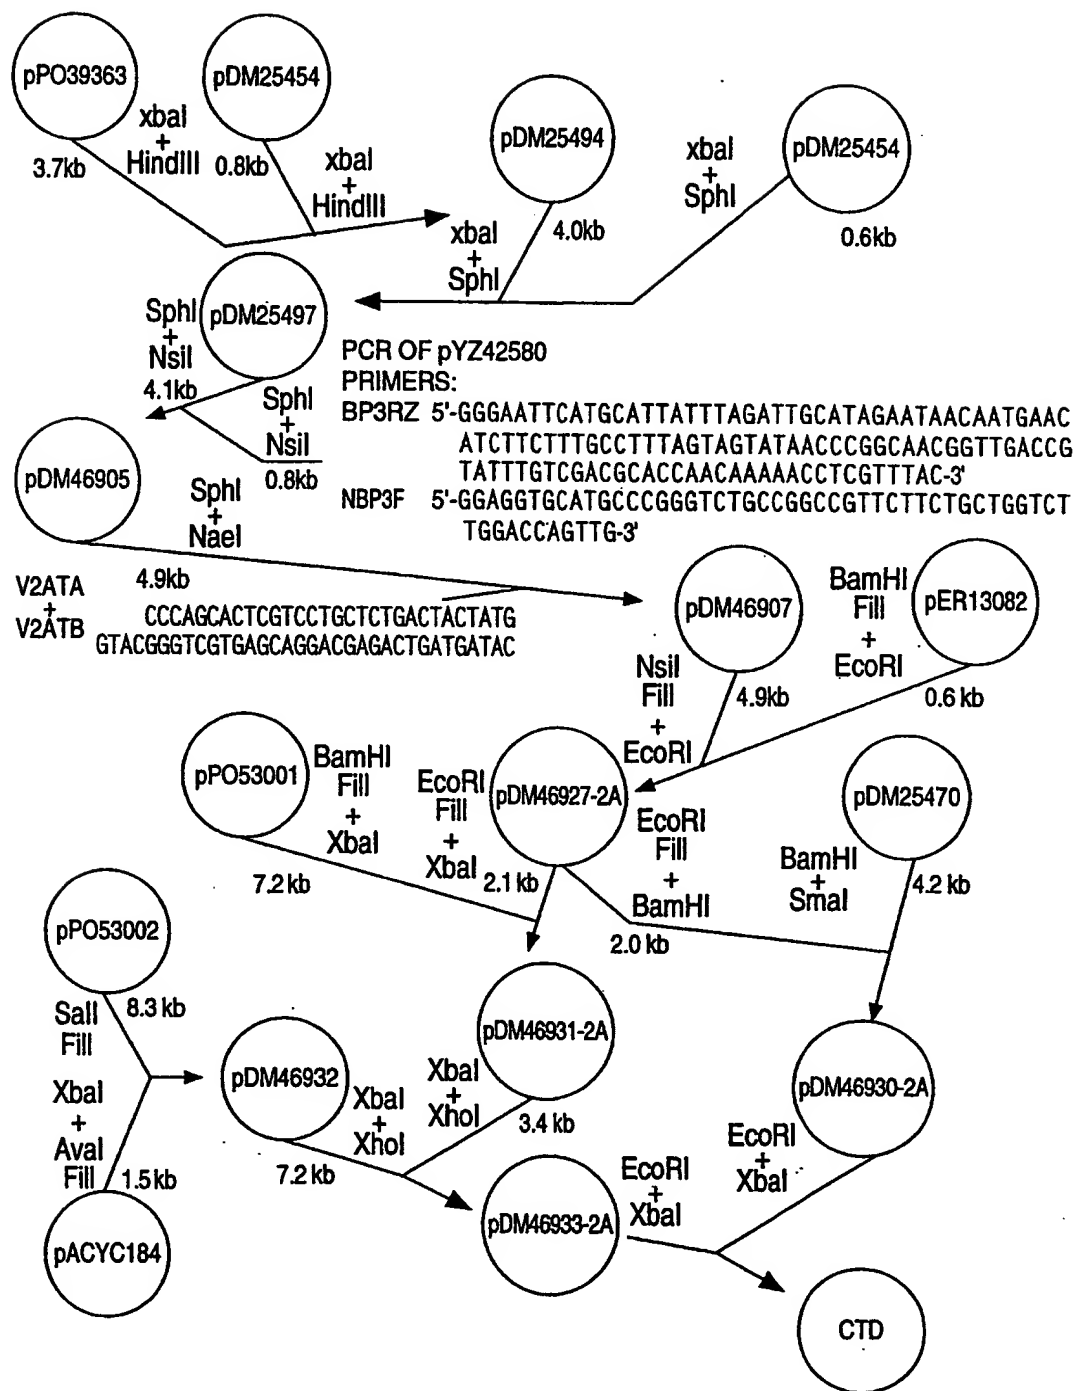 pPO39363
pDM25454
xbaI
+
HindIII
3.7kb
0.8kb
xbaI
+
HindIII
pDM25494
xbaI
+
SphI
pDM25454
4.0kb
0.6kb
xbaI
+
SphI
SphI
+
NsiI
pDM25497
4.1kb
SphI
+
NsiI
0.8kb
PCR OF pYZ42580
PRIMERS:
BP3RZ 5'-GGGAATTCATGCATTATTTAGATTGCATAGAATAACAATGAAC
ATCTTCTTTGCCTTTAGTAGTATAACCCGGCAACGGTTGACCG
TATTTGTCGACGCACCAACAAAAACCTCGTTTAC-3'
NBP3F 5'-GGAGGTGCATGCCCGGGTCTGCCGGCCGTTCTTCTGCTGGTCT
TGGACCAGTTG-3'
pDM46905
SphI
+
NaeI
4.9kb
V2ATA
+
V2ATB
CCCAGCACTCGTCCTGCTCTGACTACTATG
GTACGGGTCGTGAGCAGGACGAGACTGATGATAC
pDM46907
BamHI
Fill
+
EcoRI
pER13082
NsiI
Fill
+
EcoRI
4.9kb
0.6 kb
pPO53001
BamHI
Fill
+
XbaI
EcoRI
Fill
+
XbaI
pDM46927-2A
EcoRI
Fill
+
BamHI
pDM25470
BamHI
+
SmaI
7.2 kb
2.1 kb
2.0 kb
4.2 kb
pPO53002
8.3 kb
SalI
Fill
XbaI
+
AvaI
Fill
1.5kb
pACYC184
pDM46932
XbaI
+
XhoI
7.2 kb
pDM46931-2A
XbaI
+
XhoI
3.4 kb
pDM46930-2A
EcoRI
+
XbaI
pDM46933-2A
EcoRI
+
XbaI
CTD